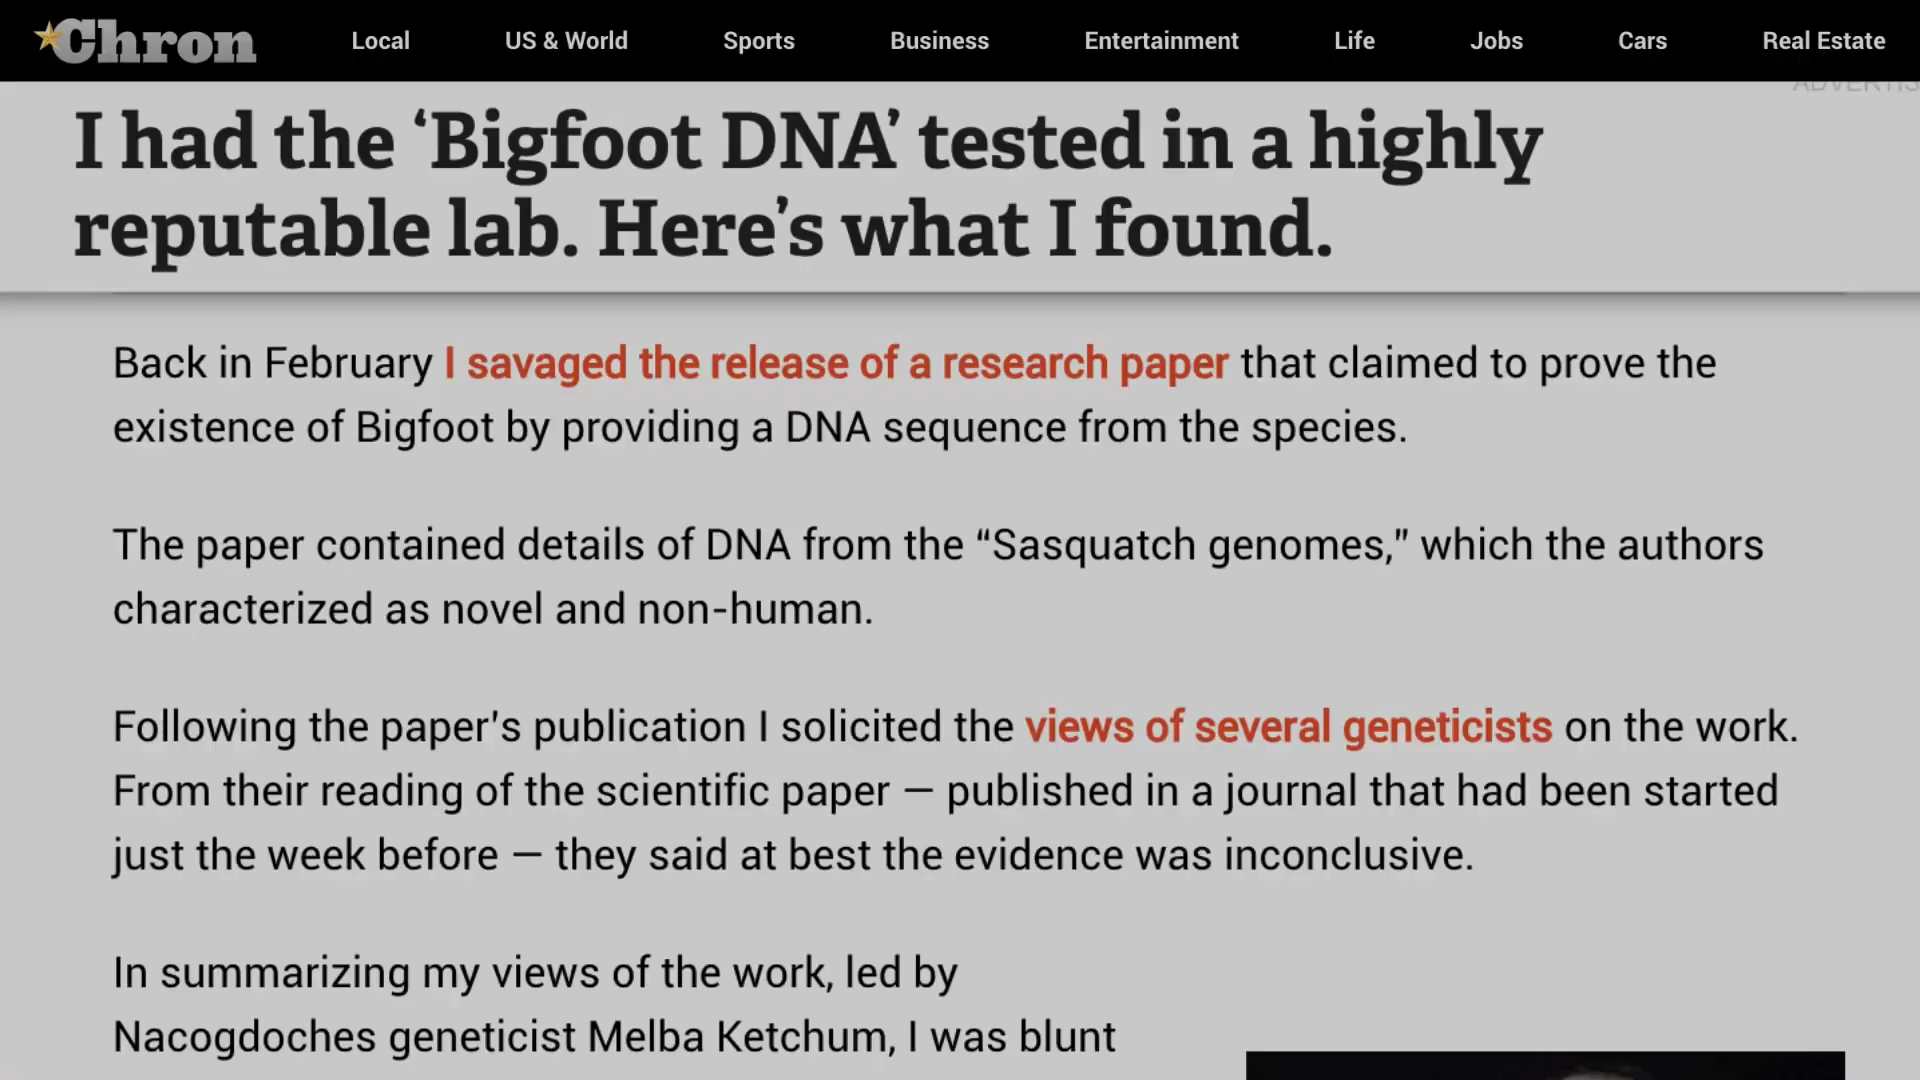 Chron Local US & World Sports Business Entertainment Life Jobs Cars Real Estate
I had the ‘Bigfoot DNA’ tested in a highly
reputable lab. Here’s what I found.
Back in February I savaged the release of a research paper that claimed to prove the
existence of Bigfoot by providing a DNA sequence from the species.
The paper contained details of DNA from the “Sasquatch genomes,” which the authors
characterized as novel and non-human.
Following the paper's publication I solicited the views of several geneticists on the work.
From their reading of the scientific paper — published in a journal that had been started
just the week before — they said at best the evidence was inconclusive.
In summarizing my views of the work, led by
Nacogdoches geneticist Melba Ketchum, I was blunt